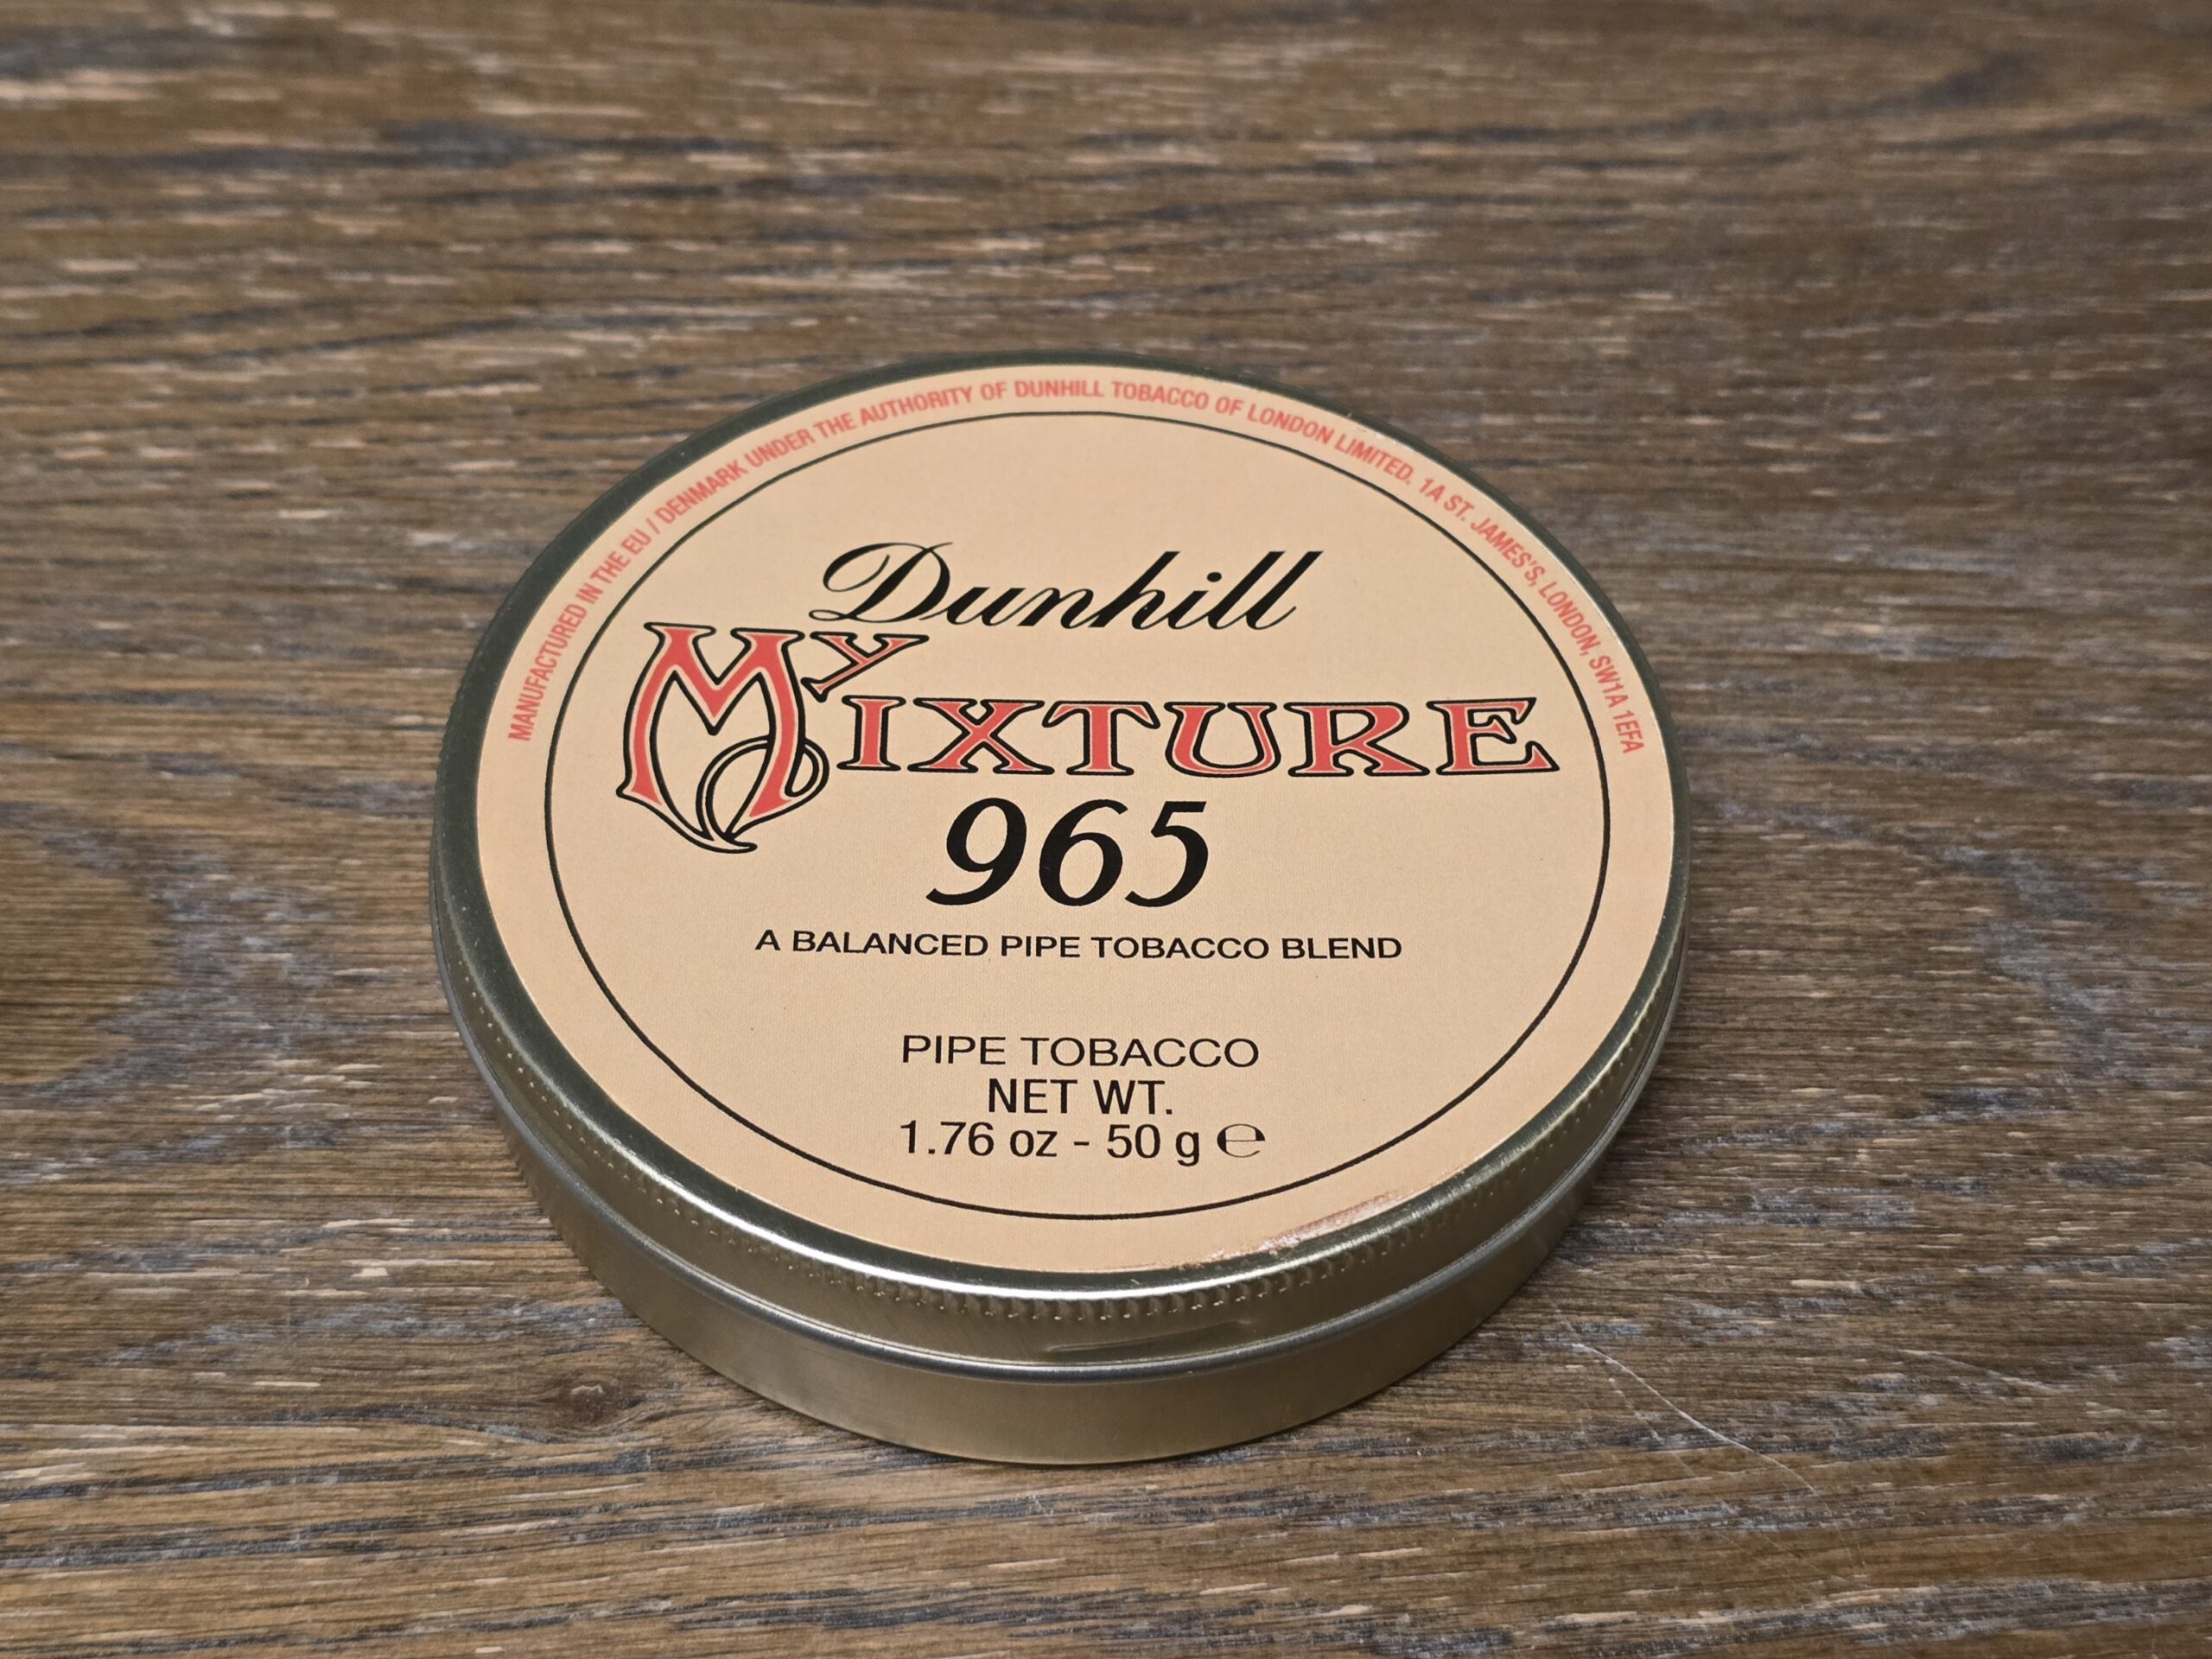 MANUFACTURED IN THE EU / DENMARK UNDER THE AUTHORITY OF DUNHILL TOBACCO OF LONDON LIMITED. 1A ST. JAMES'S, LONDON, SW1A 1EFA
Dunhill
MY MIXTURE
965
A BALANCED PIPE TOBACCO BLEND
PIPE TOBACCO
NET WT.
1.76 oz - 50 g ℮